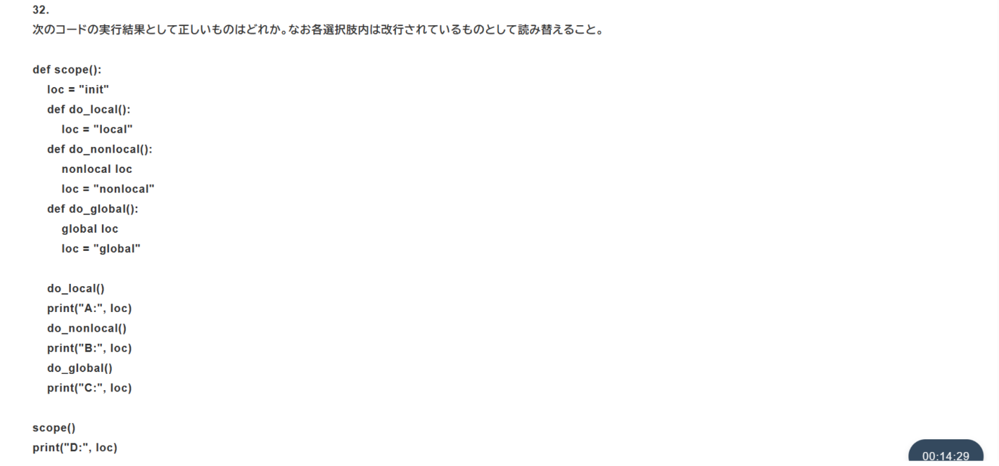 32.
次のコードの実行結果として正しいものはどれか。なお各選択肢内は改行されているものとして読み替えること。
def scope():
loc = "init"
def do_local():
loc = "local"
def do_nonlocal():
nonlocal loc
loc = "nonlocal"
def do_global():
global loc
loc = "global"
do_local()
print("A:", loc)
do_nonlocal()
print("B:", loc)
do_global()
print("C:", loc)
scope()
print("D:", loc)
00:14:29